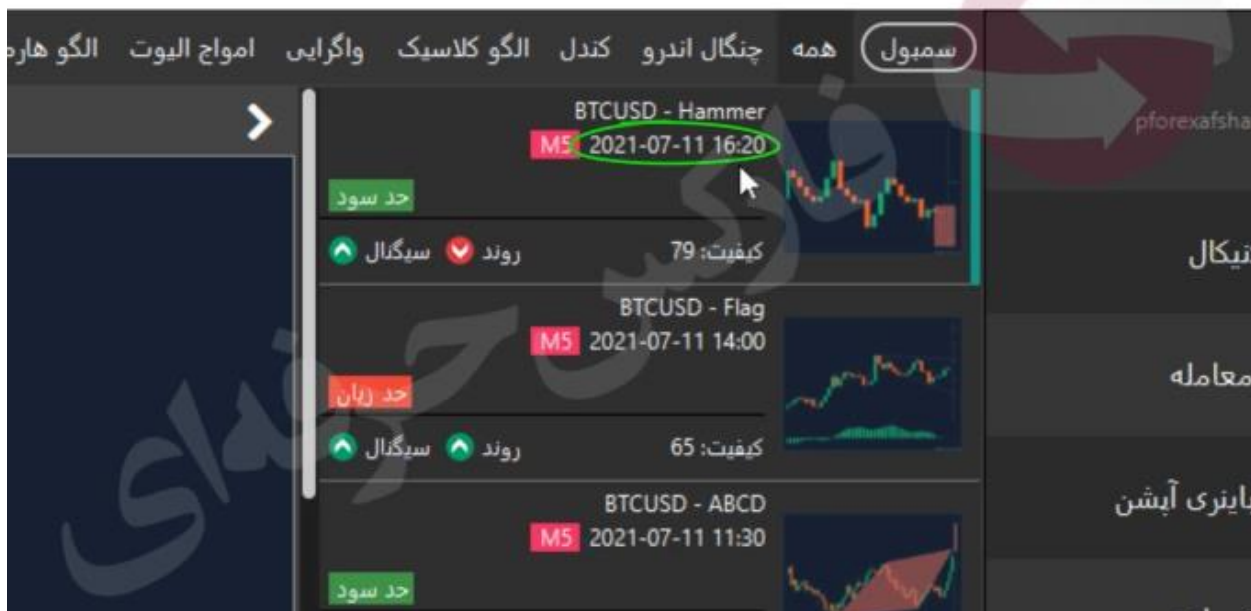 سمبول همه چنگال اندرو کندل الگو کلاسیک واگرایی امواج الیوت الگو هارم
pforexafsha
BTCUSD - Hammer
M5 2021-07-11 16:20
حد سود
کیفیت: 79 روند سیگنال
BTCUSD - Flag
M5 2021-07-11 14:00
حد زیان
کیفیت: 65 روند سیگنال
BTCUSD - ABCD
M5 2021-07-11 11:30
حد سود
نیکال
معامله
باینری آپشن
فارکس حرفه‌ای